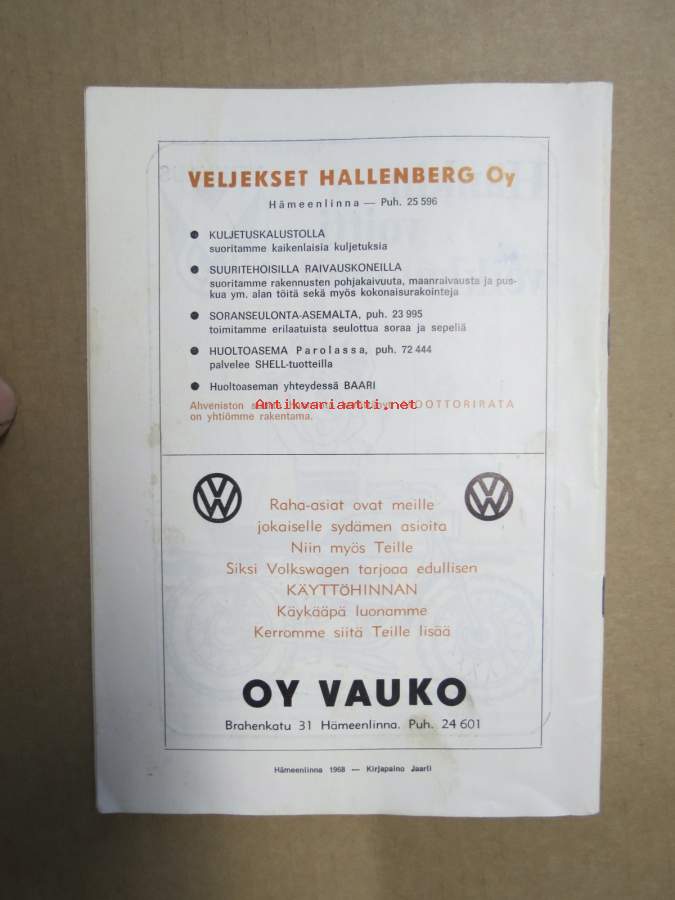 VELJEKSET HALLENBERG Oy
Hämeenlinna — Puh. 25 596
● KULJETUSKALUSTOLLA
suoritamme kaikenlaisia kuljetuksia
● SUURITEHOISILLA RAIVAUSKONEILLA
suoritamme rakennusten pohjakaivuuta, maanraivausta ja pus-
kua ym. alan töitä sekä myös kokonaisurakointeja
● SORANSEULONTA-ASEMALTA, puh. 23 995
toimitamme erilaatuista seulottua soraa ja sepeliä
● HUOLTOASEMA Parolassa, puh. 72 444
palvelee SHELL-tuotteilla
● Huoltoaseman yhteydessä BAARI
Antikvariaatti.net
Ahveniston MOOTTORIRATA
on yhtiömme rakentama.
VW VW
Raha-asiat ovat meille
jokaiselle sydämen asioita
Niin myös Teille
Siksi Volkswagen tarjoaa edullisen
KÄYTTÖHINNAN
Käykääpä luonamme
Kerromme siitä Teille lisää
OY VAUKO
Brahenkatu 31 Hämeenlinna. Puh. 24 601
Hämeenlinna 1968 — Kirjapaino Jaarli